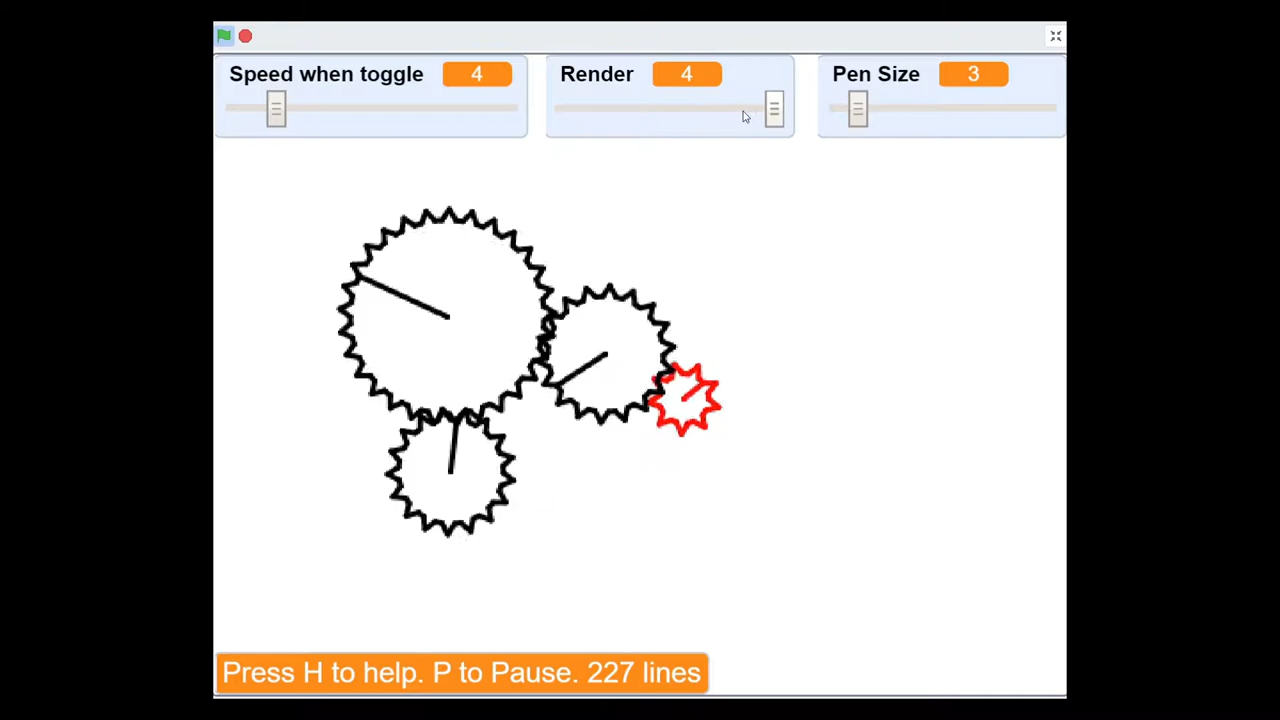 Speed when toggle 4
Render 4
Pen Size 3
Press H to help. P to Pause. 227 lines